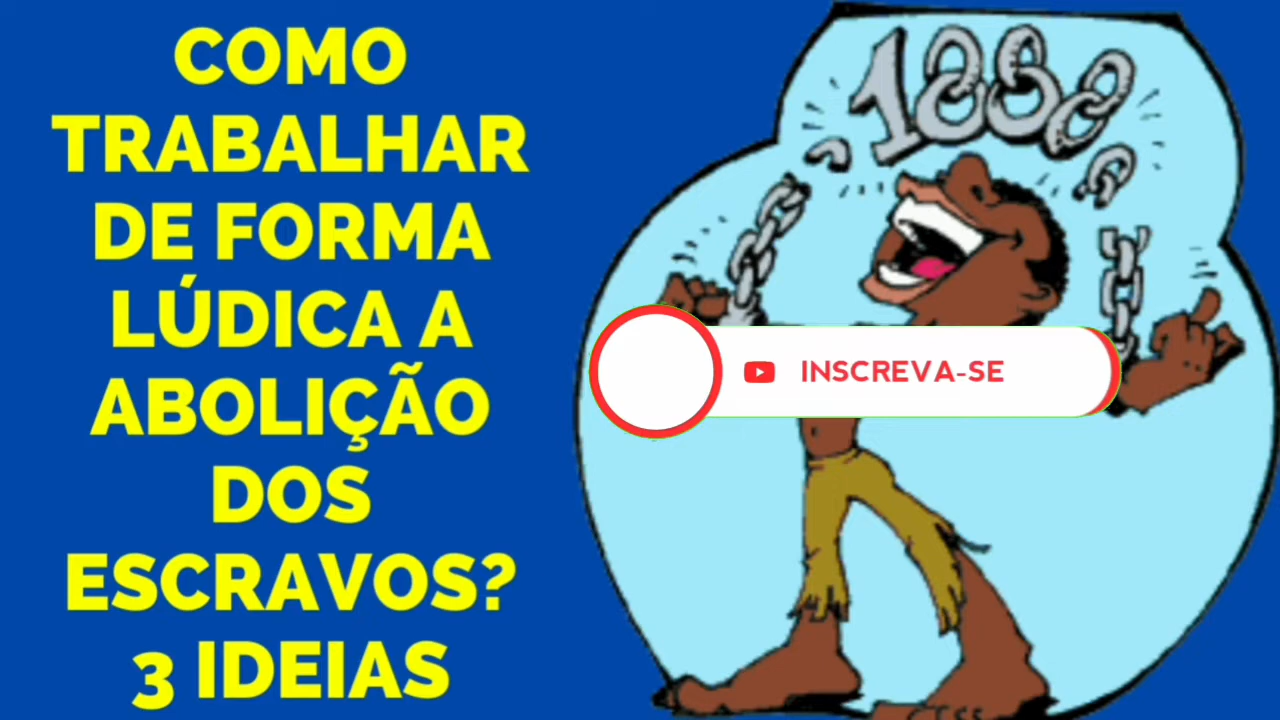 COMO
TRABALHAR
DE FORMA
LÚDICA A
ABOLIÇÃO
DOS
ESCRAVOS?
3 IDEIAS
1888
INSCREVA-SE